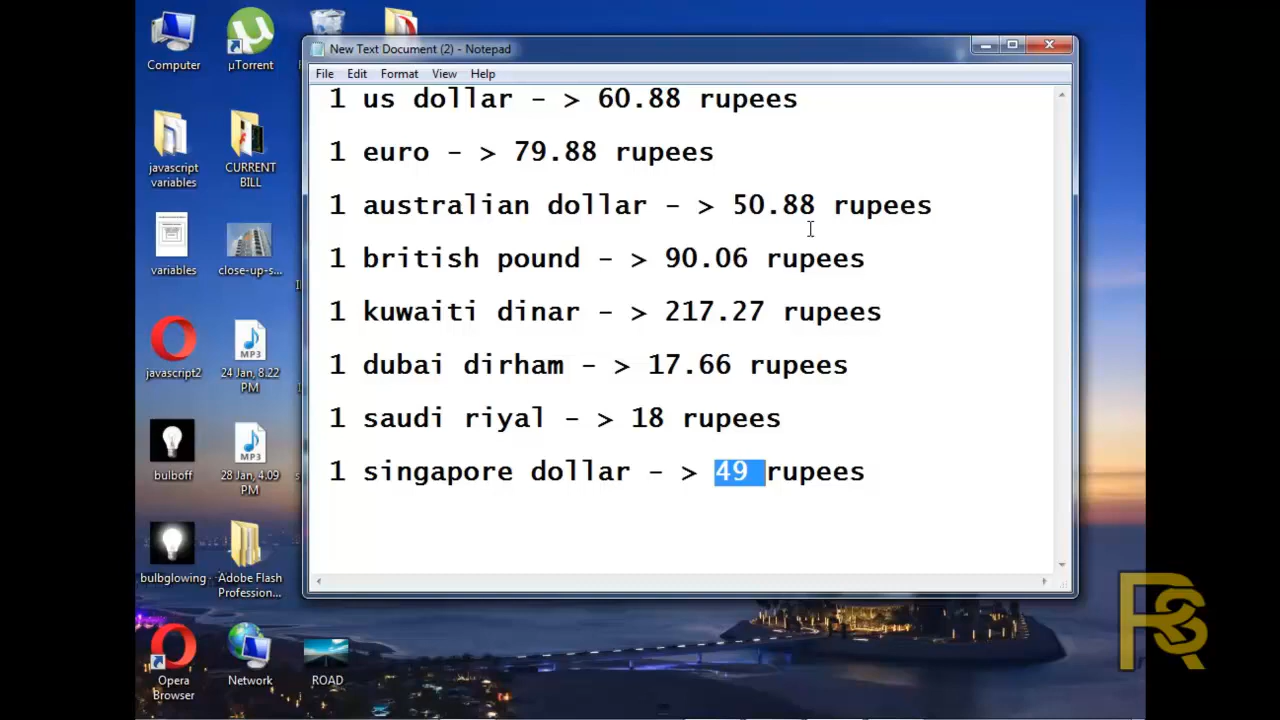 New Text Document (2) - Notepad
File Edit Format View Help
1 us dollar - > 60.88 rupees
1 euro - > 79.88 rupees
1 australian dollar - > 50.88 rupees
1 british pound - > 90.06 rupees
1 kuwaiti dinar - > 217.27 rupees
1 dubai dirham - > 17.66 rupees
1 saudi riyal - > 18 rupees
1 singapore dollar - > 49 rupees
Computer
µTorrent
javascript
variables
CURRENT
BILL
variables
close-up-s...
javascript2
MP3
24 Jan, 8.22
PM
bulboff
MP3
28 Jan, 4.09
PM
bulbglowing
Adobe Flash
Profession...
Opera
Browser
Network
ROAD
RS